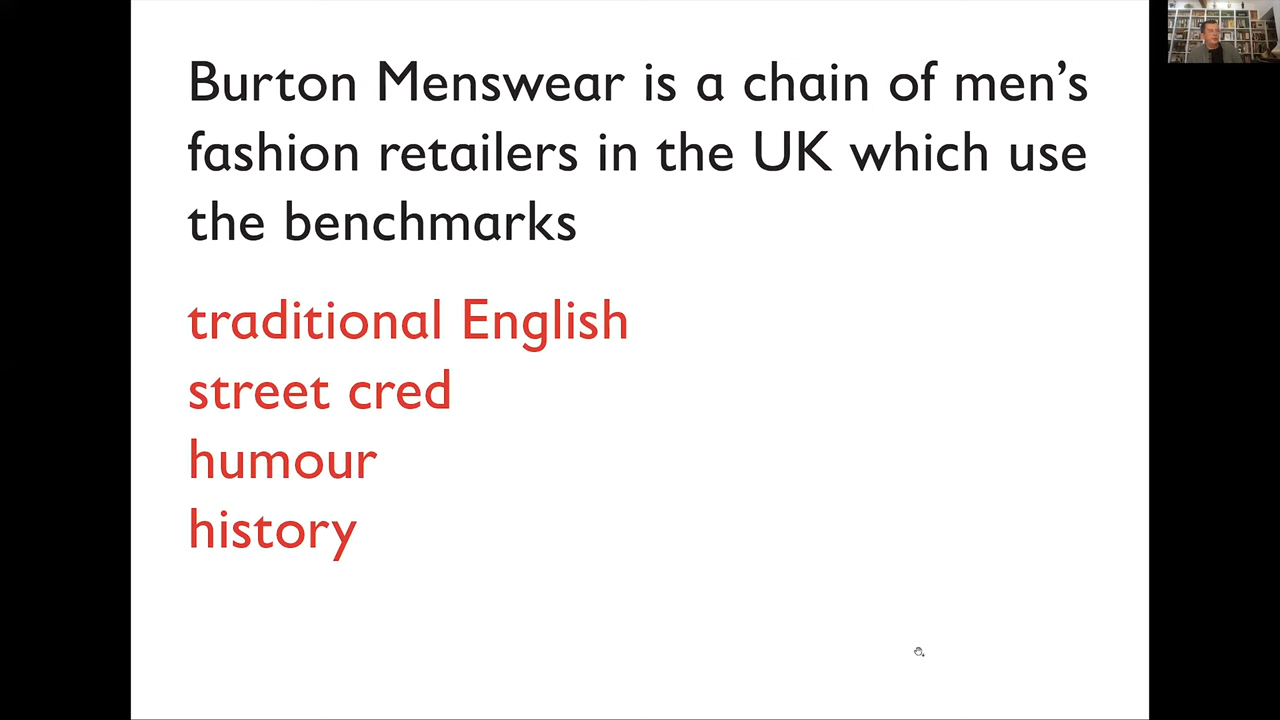 Burton Menswear is a chain of men’s
fashion retailers in the UK which use
the benchmarks
traditional English
street cred
humour
history